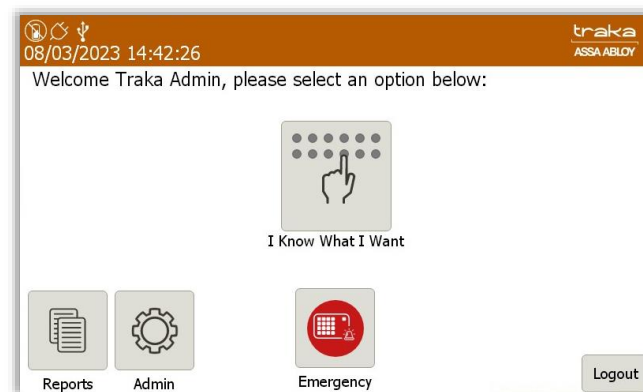 traka
08/03/2023 14:42:26
ASSA ABLOY
Welcome Traka Admin, please select an option below:
I Know What I Want
Reports
Admin
Emergency
Logout